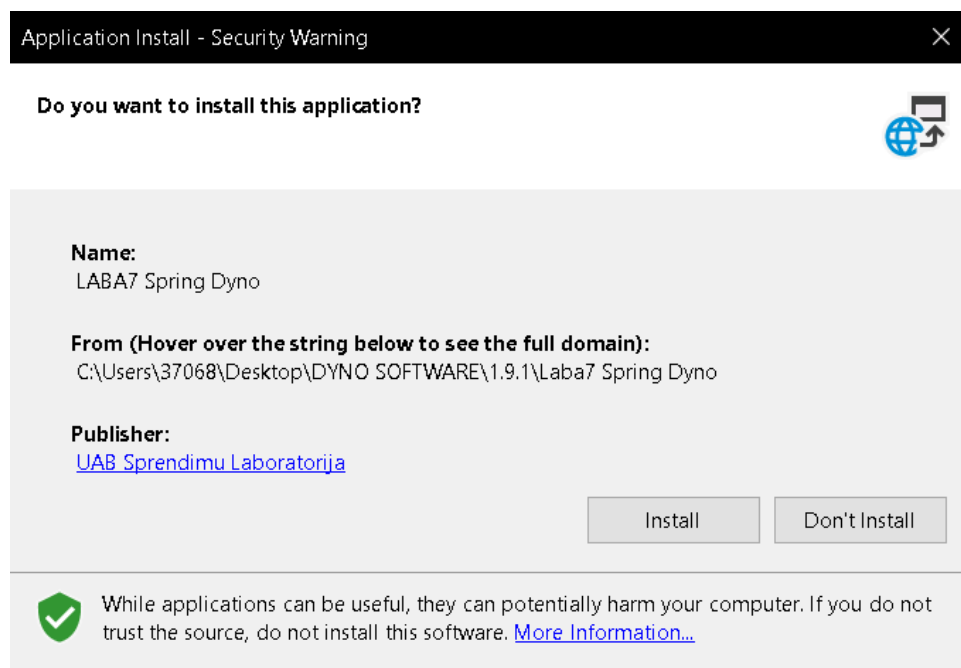 Application Install - Security Warning
Do you want to install this application?
Name:
LABA7 Spring Dyno
From (Hover over the string below to see the full domain):
C:\Users\37068\Desktop\DYNO SOFTWARE\1.9.1\Laba7 Spring Dyno
Publisher:
UAB Sprendimu Laboratorija
Install
Don't Install
While applications can be useful, they can potentially harm your computer. If you do not
trust the source, do not install this software. More Information...